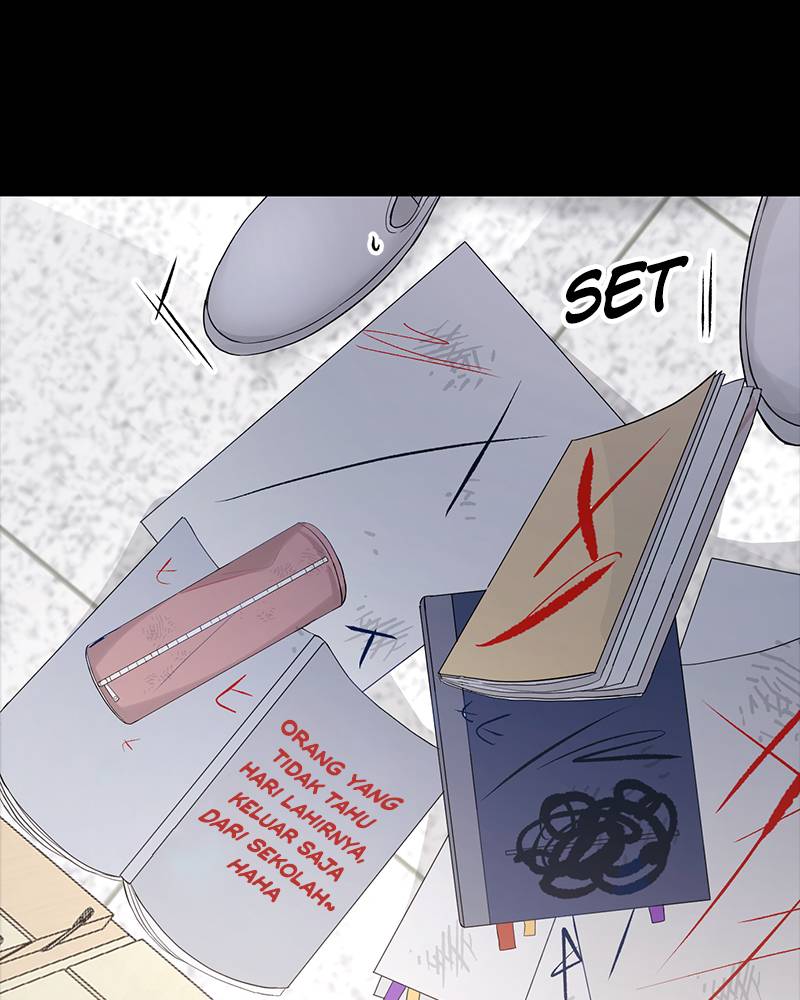 SET
ORANG YANG
TIDAK TAHU
HARI LAHIRNYA,
KELUAR SAJA
DARI SEKOLAH~
HAHA